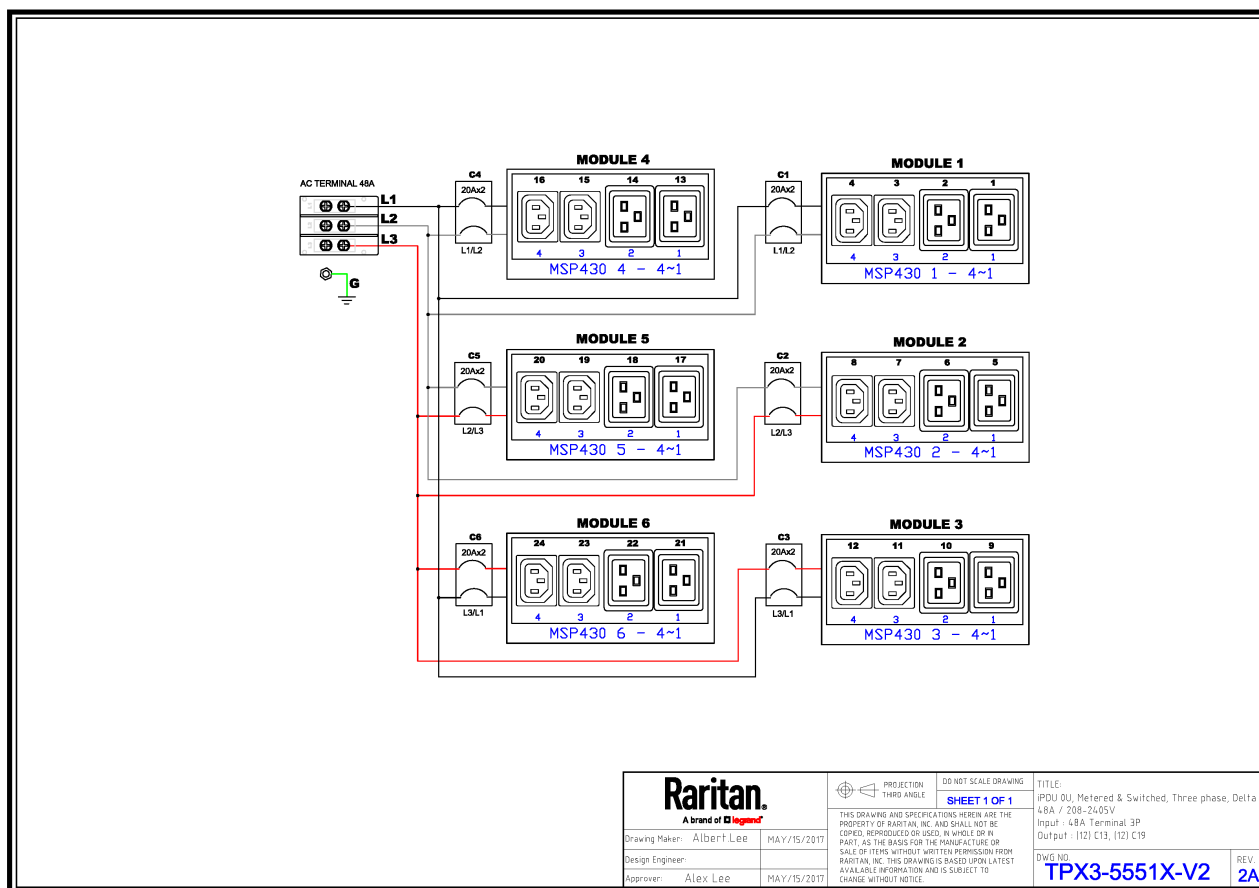 AC TERMINAL 48A
L1
L2
L3
G
MODULE 4
C4
20Ax2
L1/L2
16 15 14 13
4 3 2 1
MSP430 4 - 4~1
MODULE 1
C1
20Ax2
L1/L2
4 3 2 1
4 3 2 1
MSP430 1 - 4~1
MODULE 5
C5
20Ax2
L2/L3
20 19 18 17
4 3 2 1
MSP430 5 - 4~1
MODULE 2
C2
20Ax2
L2/L3
8 7 6 5
4 3 2 1
MSP430 2 - 4~1
MODULE 6
C6
20Ax2
L3/L1
24 23 22 21
4 3 2 1
MSP430 6 - 4~1
MODULE 3
C3
20Ax2
L3/L1
12 11 10 9
4 3 2 1
MSP430 3 - 4~1
Raritan.
A brand of legrand
Drawing Maker: Albert.Lee MAY/15/2017
Design Engineer:
Approver: Alex Lee MAY/15/2017
PROJECTION
THIRD ANGLE
DO NOT SCALE DRAWING
SHEET 1 OF 1
THIS DRAWING AND SPECIFICATIONS HEREIN ARE THE
PROPERTY OF RARITAN, INC. AND SHALL NOT BE
COPIED, REPRODUCED OR USED, IN WHOLE OR IN
PART, AS THE BASIS FOR THE MANUFACTURE OR
SALE OF ITEMS WITHOUT WRITTEN PERMISSION FROM
RARITAN, INC. THIS DRAWING IS BASED UPON LATEST
AVAILABLE INFORMATION AND IS SUBJECT TO
CHANGE WITHOUT NOTICE.
TITLE:
iPDU 0U, Metered & Switched, Three phase, Delta
48A / 208-240SV
Input : 48A Terminal 3P
Output : (12) C13, (12) C19
DWG NO.
TPX3-5551X-V2
REV.
2A